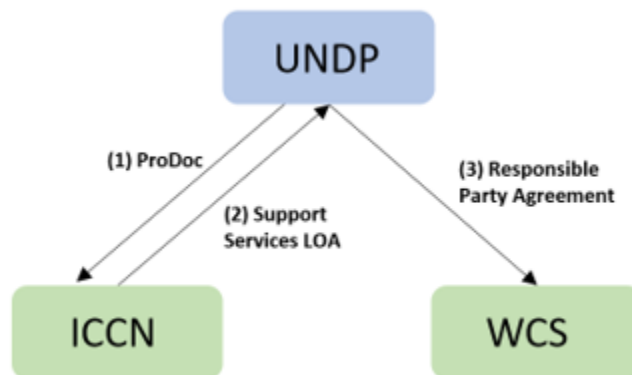 UNDP
(1) ProDoc
(3) Responsible
Party Agreement
(2) Support
Services LOA
ICCN
WCS